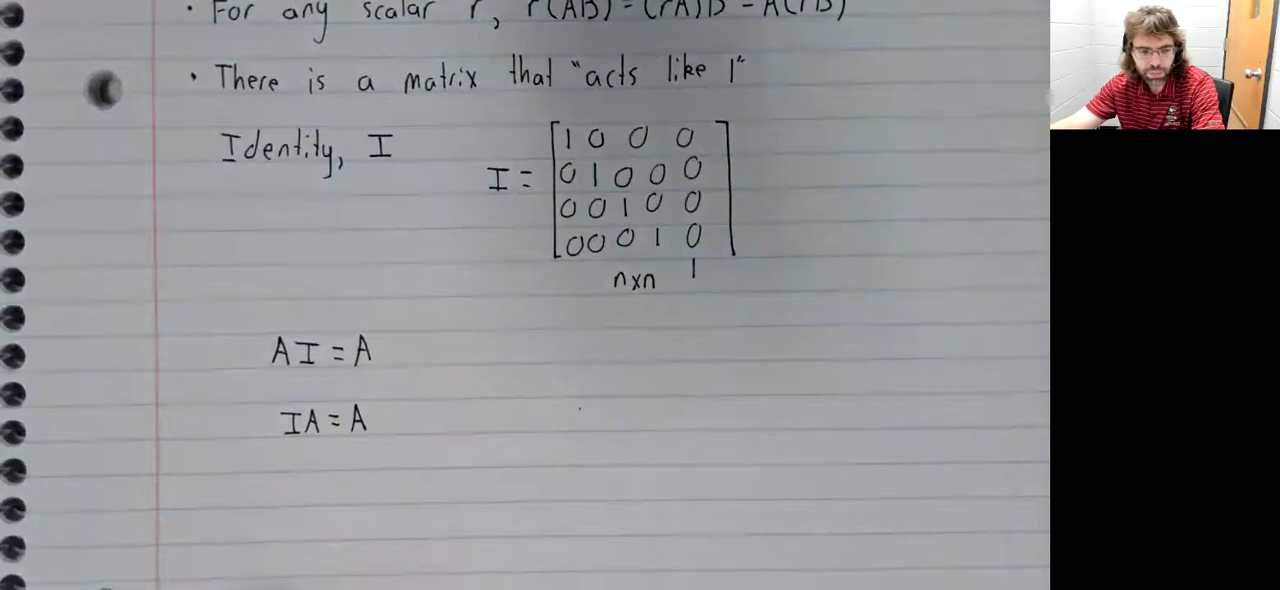 · For any scalar r, r(AB) = (rA)B = A(rB)
· There is a matrix that "acts like 1"
Identity, I
I = [1 0 0 0
0 1 0 0 0
0 0 1 0 0
0 0 0 1 0]
1
n×n
AI = A
IA = A